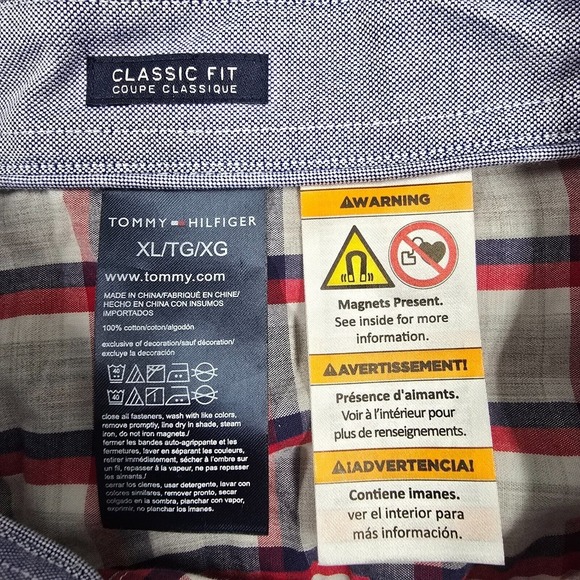 CLASSIC FIT
COUPE CLASSIQUE
TOMMY HILFIGER
XL/TG/XG
www.tommy.com
MADE IN CHINA/FABRIQUÉ EN CHINE/
HECHO EN CHINA CON INSUMOS
IMPORTADOS
100% cotton/coton/algodón
exclusive of decoration/sauf décoration/
excluye la decoración
40
40
close all fasteners, wash with like colors,
remove promptly, line dry in shade, steam
iron, do not iron magnets./
fermer les bandes auto-agrippante et les
fermetures, laver en séparant les couleurs,
retirer immédiatement, sécher à l'ombre sur
un fil, repasser à la vapeur, ne pas repasser
les aimants./
cerrar los cierres, usar detergente, lavar con
colores similares, remover presto, secar
colgado en la sombra, planchar con vapor,
exprimir, no planchar los imanes.
WARNING
Magnets Present.
See inside for more
information.
AVERTISSEMENT!
Présence d'aimants.
Voir à l'intérieur pour
plus de renseignements.
¡ADVERTENCIA!
Contiene imanes.
ver el interior para
más información.